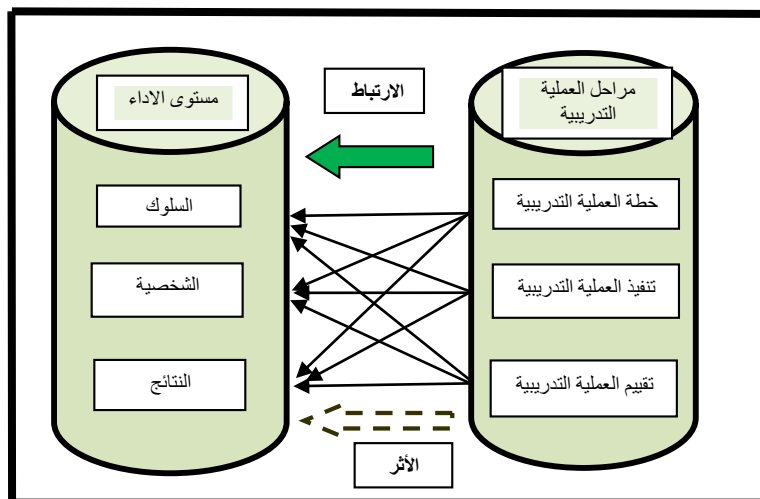 مراحل العملية
التدريبية
الارتباط
مستوى الاداء
خطة العملية التدريبية
السلوك
تنفيذ العملية التدريبية
الشخصية
تقييم العملية التدريبية
النتائج
الأثر